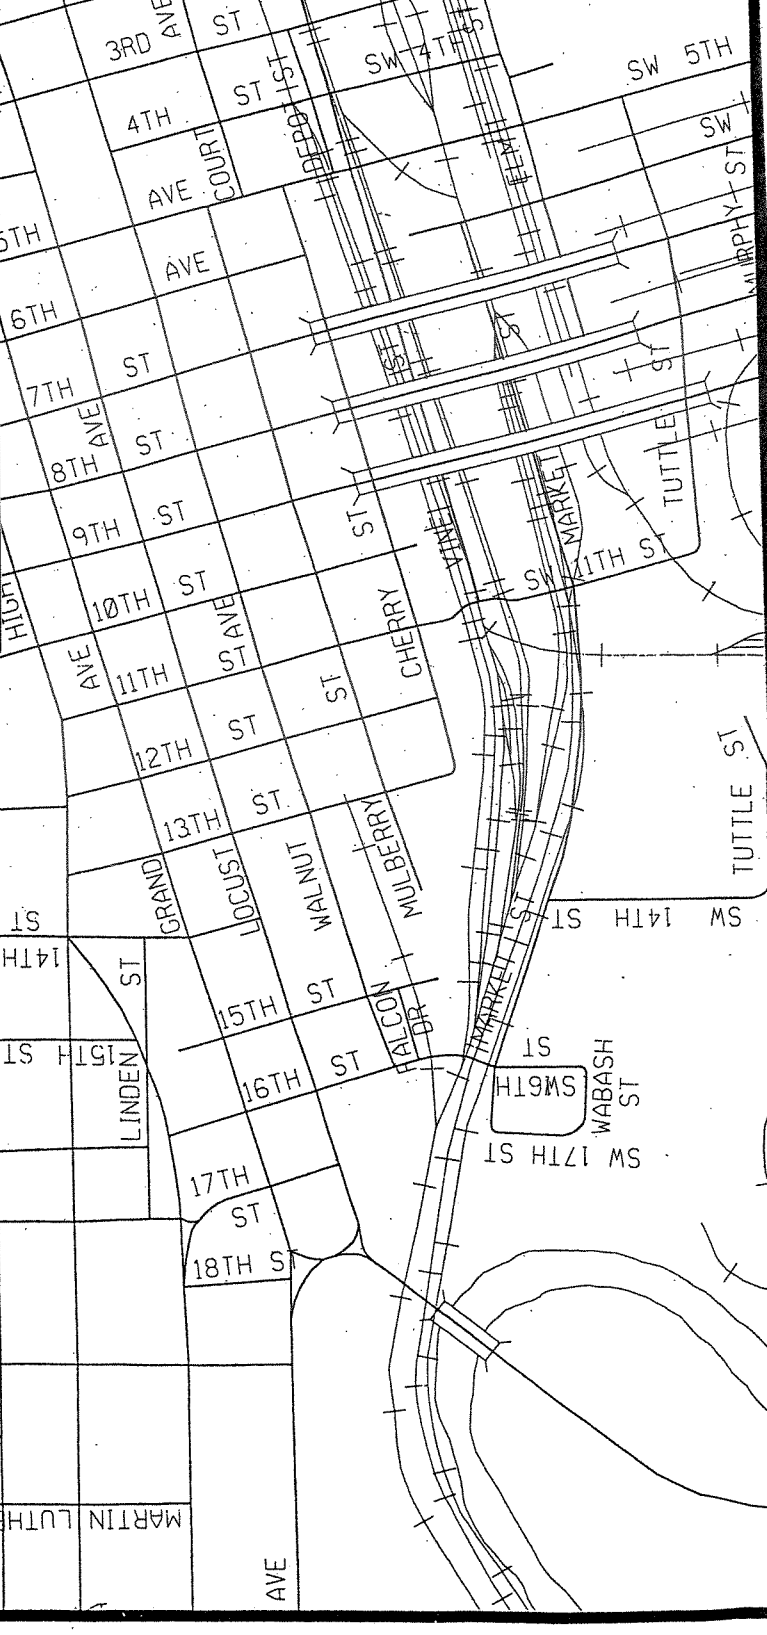 3RD
AVE
ST
SW 4TH
ST
SW 5TH
4TH
ST
DEPOT
1ST
SW
COURT
ELM
ST
AVE
MURPHY
5TH
AVE
6TH
ST
ST
ST
ST
7TH
AVE
8TH
ST
TUTTLE
9TH
ST
ST
VINE
MARKET
HIGH
10TH
ST
AVE
SW 11TH ST
CHERRY
AVE
11TH
ST
ST
12TH
ST
TUTTLE ST
13TH
ST
MULBERRY
GRAND
LOCUST
WALNUT
ST
14TH
SW 14TH ST
ST
15TH
ST
FALCON
DR
MARKET ST
15TH ST
LINDEN
16TH
ST
ST
SW16TH
WABASH
ST
SW 17TH ST
17TH
ST
18TH ST
MARTIN LUTHE
AVE